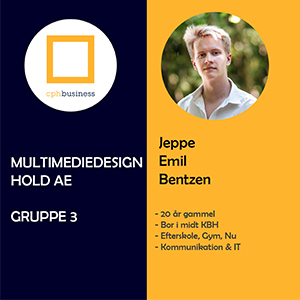 cphbusiness
MULTIMEDIEDESIGN
HOLD AE
GRUPPE 3
Jeppe
Emil
Bentzen
- 20 år gammel
- Bor i midt KBH
- Efterskole, Gym, Nu
- Kommunikation & IT